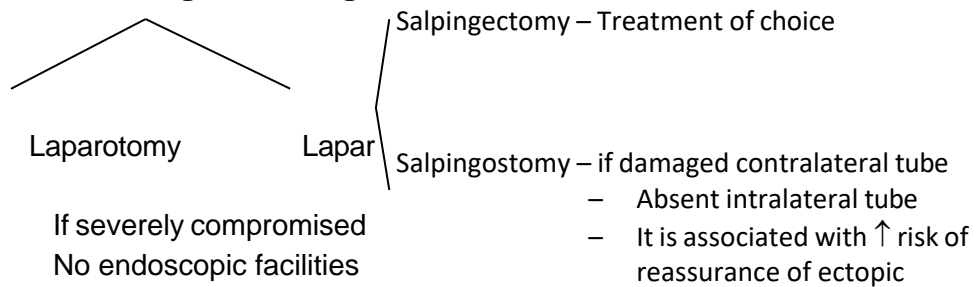 Salpingectomy – Treatment of choice
Laparotomy
Lapar
Salpingostomy – if damaged contralateral tube
– Absent intralateral tube
– It is associated with ↑ risk of
reassurance of ectopic
If severely compromised
No endoscopic facilities